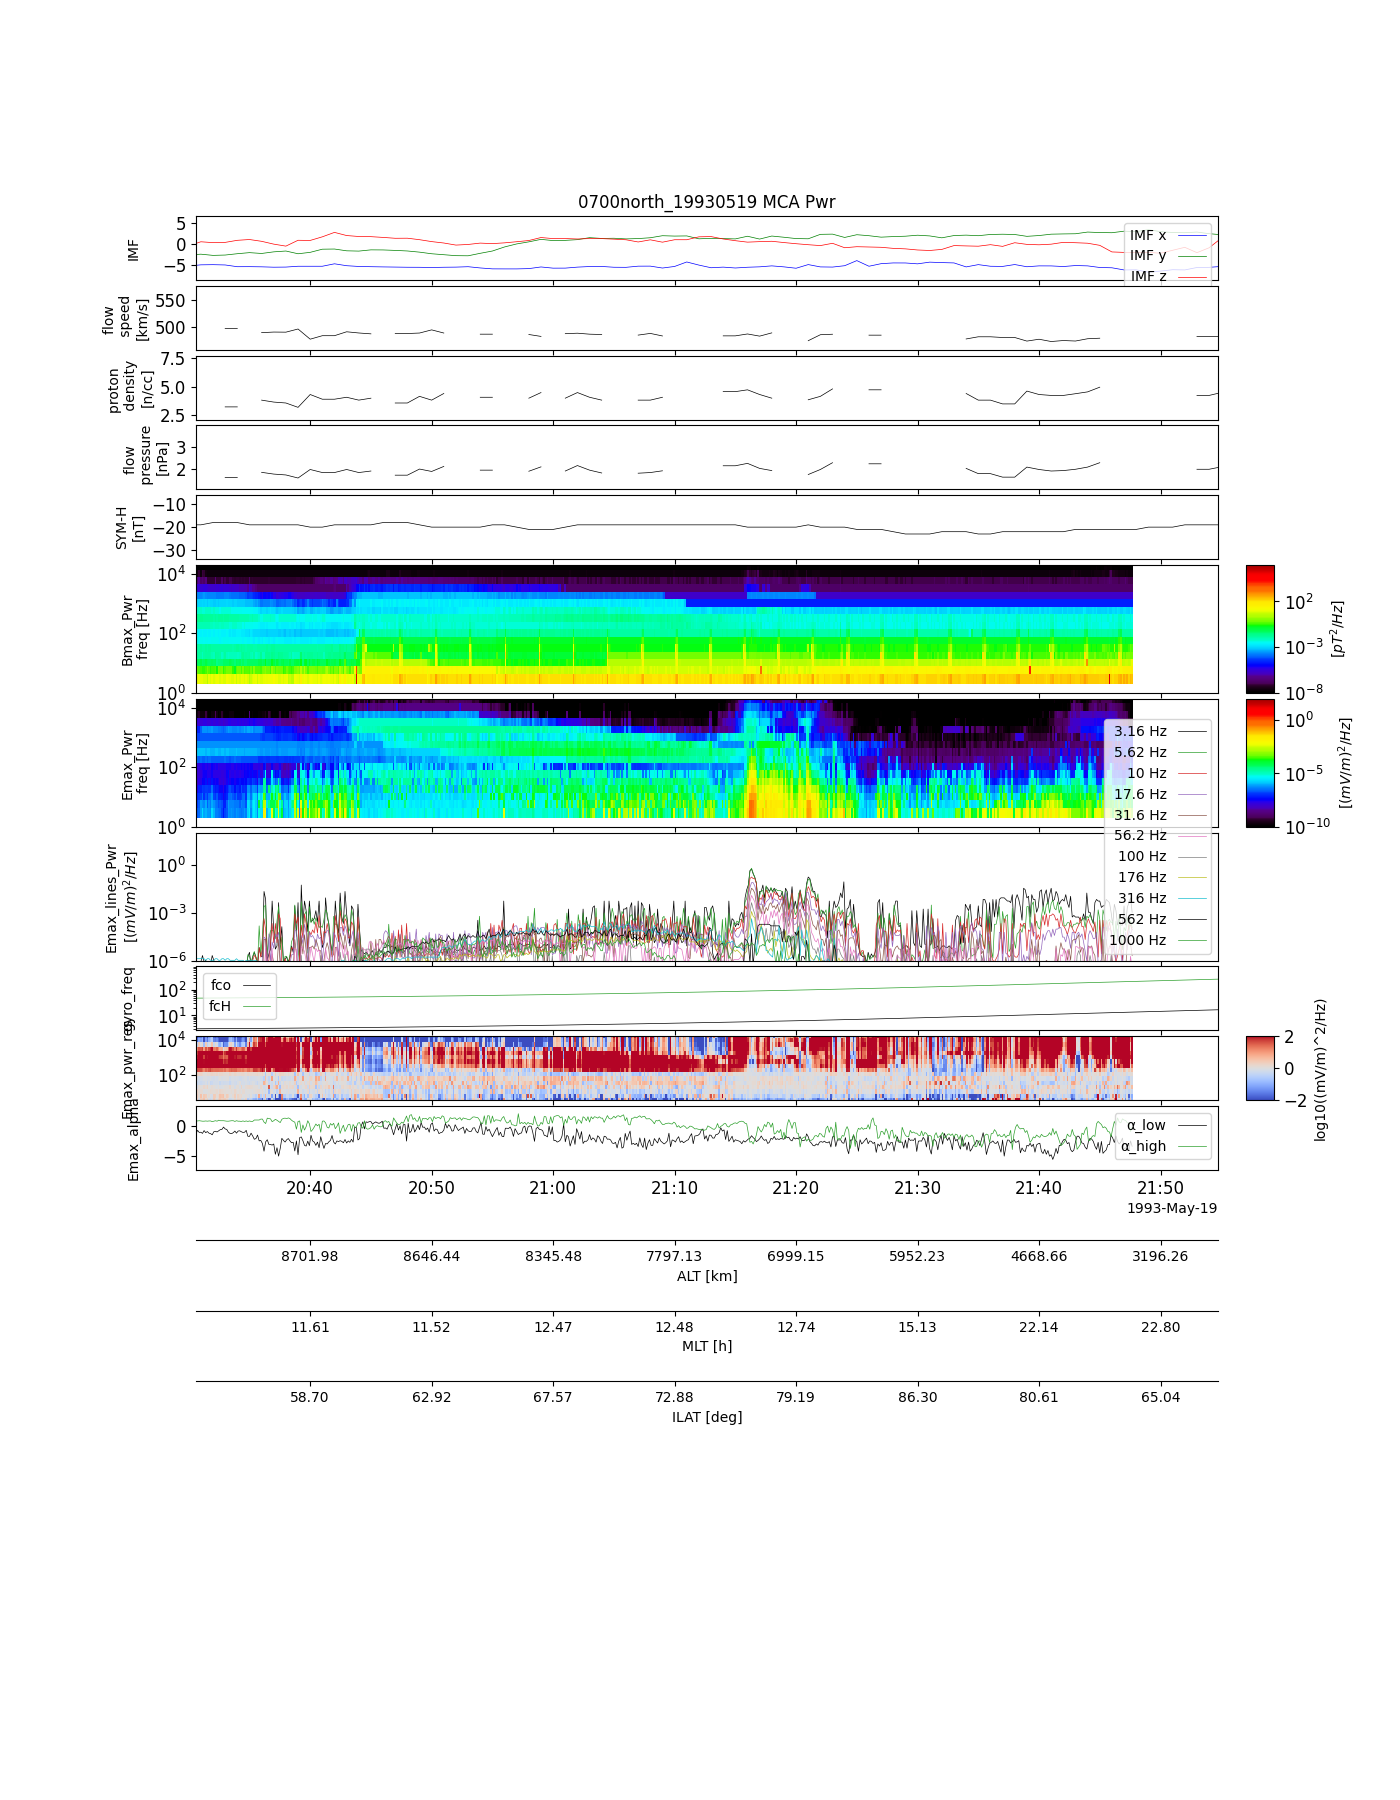 0700north_19930519 MCA Pwr
IMF
5
0
−5
IMF x
IMF y
IMF z
flow
speed
[km/s]
550
500
proton
density
[n/cc]
7.5
5.0
2.5
flow
pressure
[nPa]
3
2
SYM-H
[nT]
−10
−20
−30
Bmax_Pwr
freq [Hz]
10^4
10^2
10^0
10^2
10^−3
10^−8
[pT^2/Hz]
Emax_Pwr
freq [Hz]
10^4
10^2
10^0
10^0
10^−5
10^−10
[(mV/m)^2/Hz]
3.16 Hz
5.62 Hz
10 Hz
17.6 Hz
31.6 Hz
56.2 Hz
100 Hz
176 Hz
316 Hz
562 Hz
1000 Hz
Emax_lines_Pwr
[(mV/m)^2/Hz]
10^0
10^−3
10^−6
10^2
10^1
fco
fcH
10^4
10^2
2
0
−2
log10((mV/m)^2/Hz)
Emax_alpha
0
−5
α_low
α_high
20:40 20:50 21:00 21:10 21:20 21:30 21:40 21:50
1993-May-19
8701.98 8646.44 8345.48 7797.13 6999.15 5952.23 4668.66 3196.26
ALT [km]
11.61 11.52 12.47 12.48 12.74 15.13 22.14 22.80
MLT [h]
58.70 62.92 67.57 72.88 79.19 86.30 80.61 65.04
ILAT [deg]